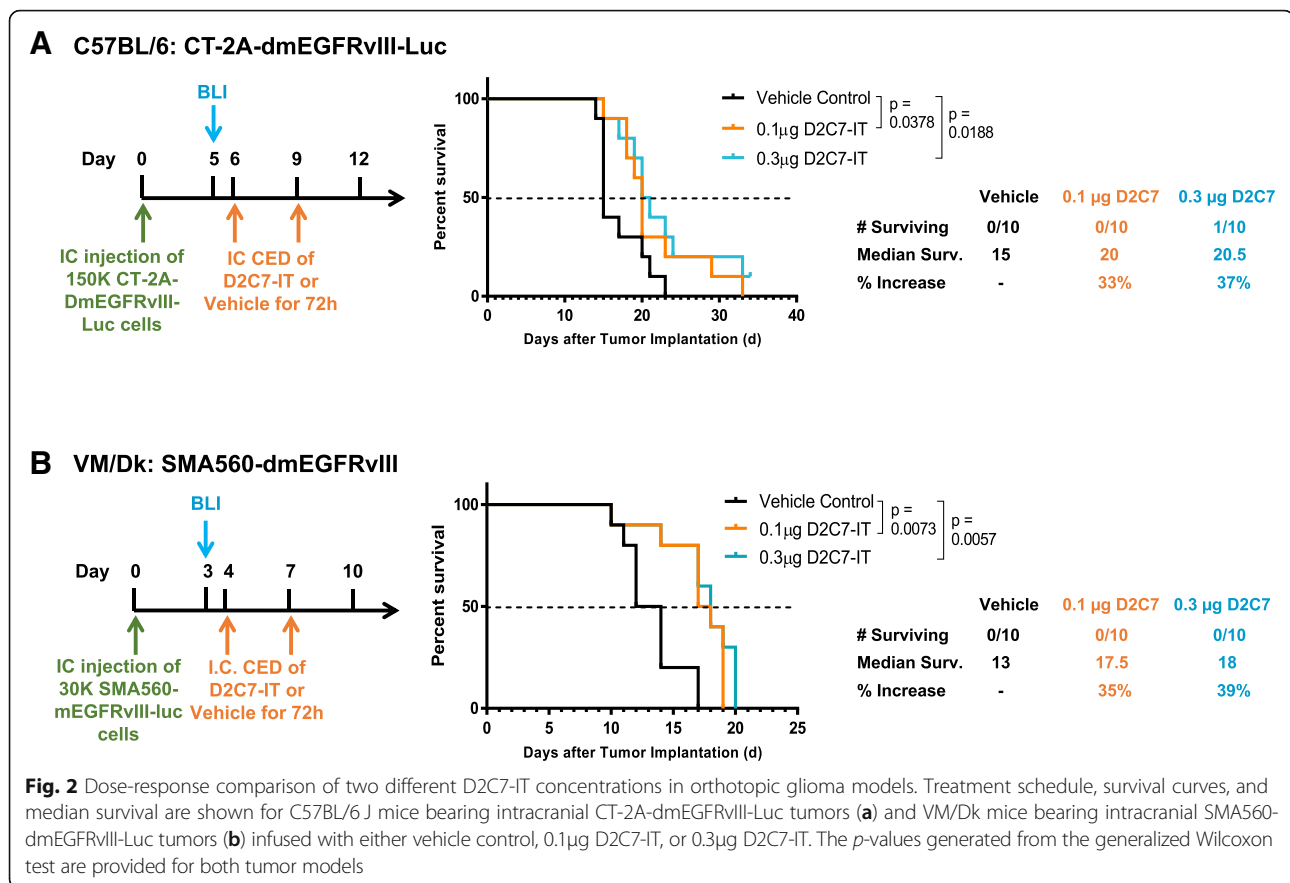 A C57BL/6: CT-2A-dmEGFRvIII-Luc
BLI
Day 0 5 6 9 12
IC injection of
150K CT-2A-
DmEGFRvIII-
Luc cells
IC CED of
D2C7-IT or
Vehicle for 72h
Percent survival
100
50
0
0 10 20 30 40
Days after Tumor Implantation (d)
Vehicle Control
0.1µg D2C7-IT
0.3µg D2C7-IT
p =
0.0378
p =
0.0188
Vehicle 0.1 µg D2C7 0.3 µg D2C7
# Surviving 0/10 0/10 1/10
Median Surv. 15 20 20.5
% Increase - 33% 37%
B VM/Dk: SMA560-dmEGFRvIII
BLI
Day 0 3 4 7 10
IC injection of
30K SMA560-
mEGFRvIII-luc
cells
I.C. CED of
D2C7-IT or
Vehicle for 72h
Percent survival
100
50
0
0 5 10 15 20 25
Days after Tumor Implantation (d)
Vehicle Control
0.1µg D2C7-IT
0.3µg D2C7-IT
p =
0.0073
p =
0.0057
Vehicle 0.1 µg D2C7 0.3 µg D2C7
# Surviving 0/10 0/10 0/10
Median Surv. 13 17.5 18
% Increase - 35% 39%
Fig. 2 Dose-response comparison of two different D2C7-IT concentrations in orthotopic glioma models. Treatment schedule, survival curves, and
median survival are shown for C57BL/6 J mice bearing intracranial CT-2A-dmEGFRvIII-Luc tumors (a) and VM/Dk mice bearing intracranial SMA560-
dmEGFRvIII-Luc tumors (b) infused with either vehicle control, 0.1µg D2C7-IT, or 0.3µg D2C7-IT. The p-values generated from the generalized Wilcoxon
test are provided for both tumor models